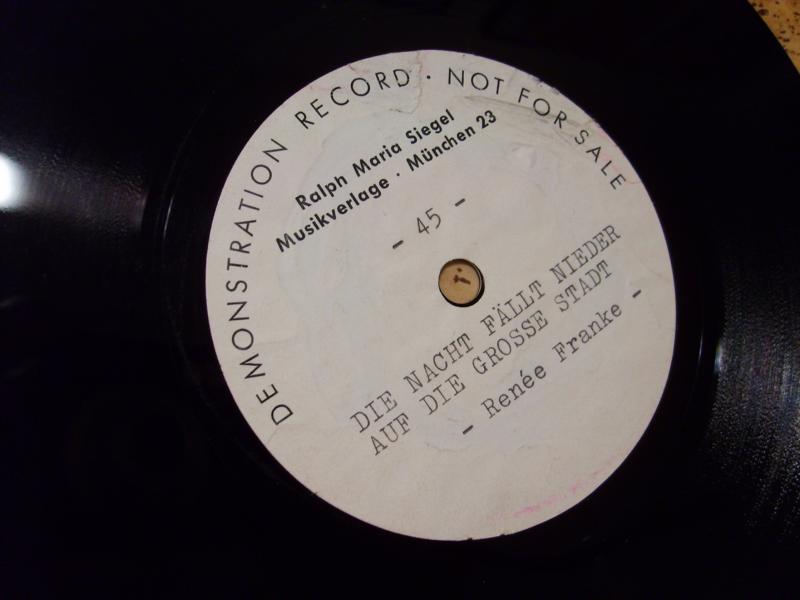 DEMONSTRATION RECORD · NOT FOR SALE
Ralph Maria Siegel
Musikverlage · München 23
- 45 -
DIE NACHT FÄLLT NIEDER
AUF DIE GROSSE STADT
- Renée Franke -